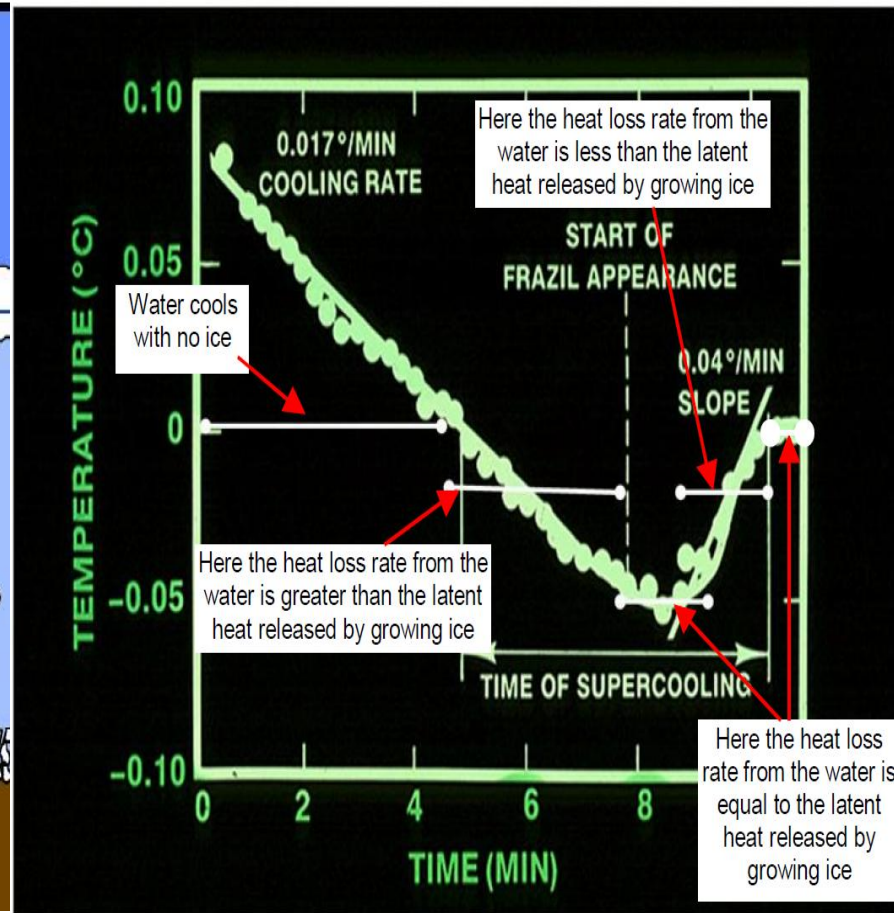 0.10
0.05
0
-0.05
-0.10
TEMPERATURE (°C)
0.017°/MIN
COOLING RATE
Here the heat loss rate from the
water is less than the latent
heat released by growing ice
START OF
FRAZIL APPEARANCE
Water cools
with no ice
0.04°/MIN
SLOPE
Here the heat loss rate from the
water is greater than the latent
heat released by growing ice
TIME OF SUPERCOOLING
Here the heat loss
rate from the water is
equal to the latent
heat released by
growing ice
0 2 4 6 8
TIME (MIN)